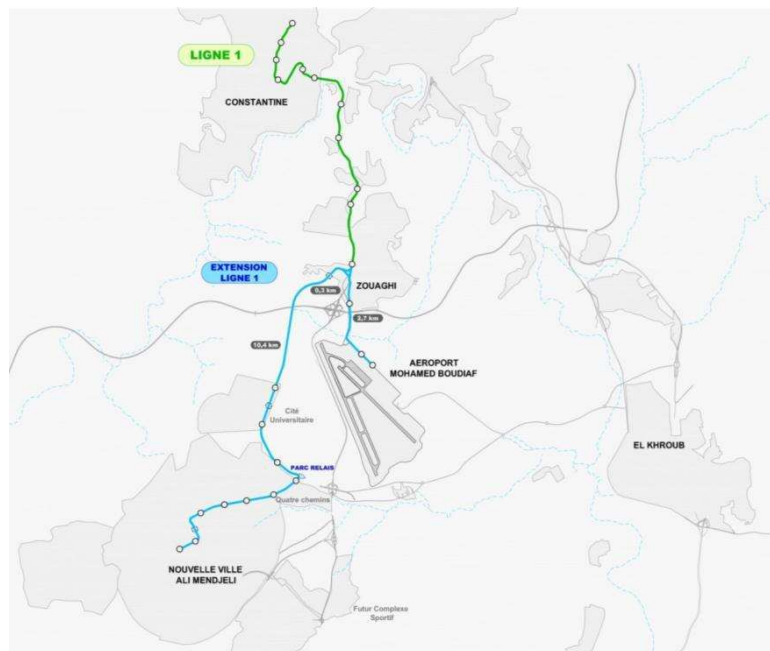 LIGNE 1
CONSTANTINE
EXTENSION
LIGNE 1
ZOUAGHI
0,3 km
2,7 km
10,4 km
AEROPORT
MOHAMED BOUDIAF
Cité
Universitaire
EL KHROUB
PARC RELAIS
Quatre chemins
NOUVELLE VILLE
ALI MENDJELI
Futur Complexe
Sportif